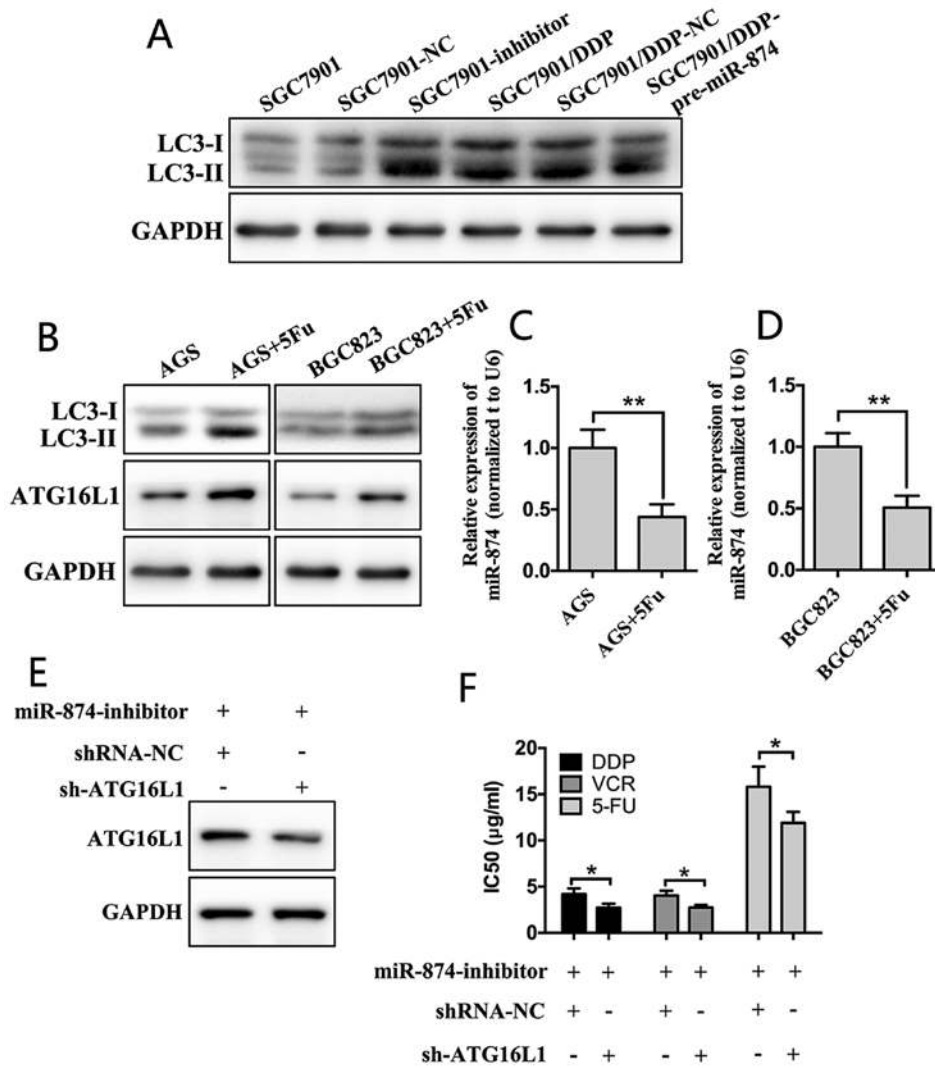 A
SGC7901
SGC7901-NC
SGC7901-inhibitor
SGC7901/DDP
SGC7901/DDP-NC
SGC7901/DDP-
pre-miR-874
LC3-I
LC3-II
GAPDH
B
AGS
AGS+5Fu
BGC823
BGC823+5Fu
LC3-I
LC3-II
ATG16L1
GAPDH
C
Relative expression of
miR-874 (normalized t to U6)
1.5
1.0
0.5
0.0
**
AGS
AGS+5Fu
D
Relative expression of
miR-874 (normalized t to U6)
1.5
1.0
0.5
0.0
**
BGC823
BGC823+5Fu
E
miR-874-inhibitor + +
shRNA-NC + -
sh-ATG16L1 - +
ATG16L1
GAPDH
F
IC50 (µg/ml)
20
15
10
5
0
DDP
VCR
5-FU
* * *
miR-874-inhibitor + + + + + +
shRNA-NC + - + - + -
sh-ATG16L1 - + - + - +